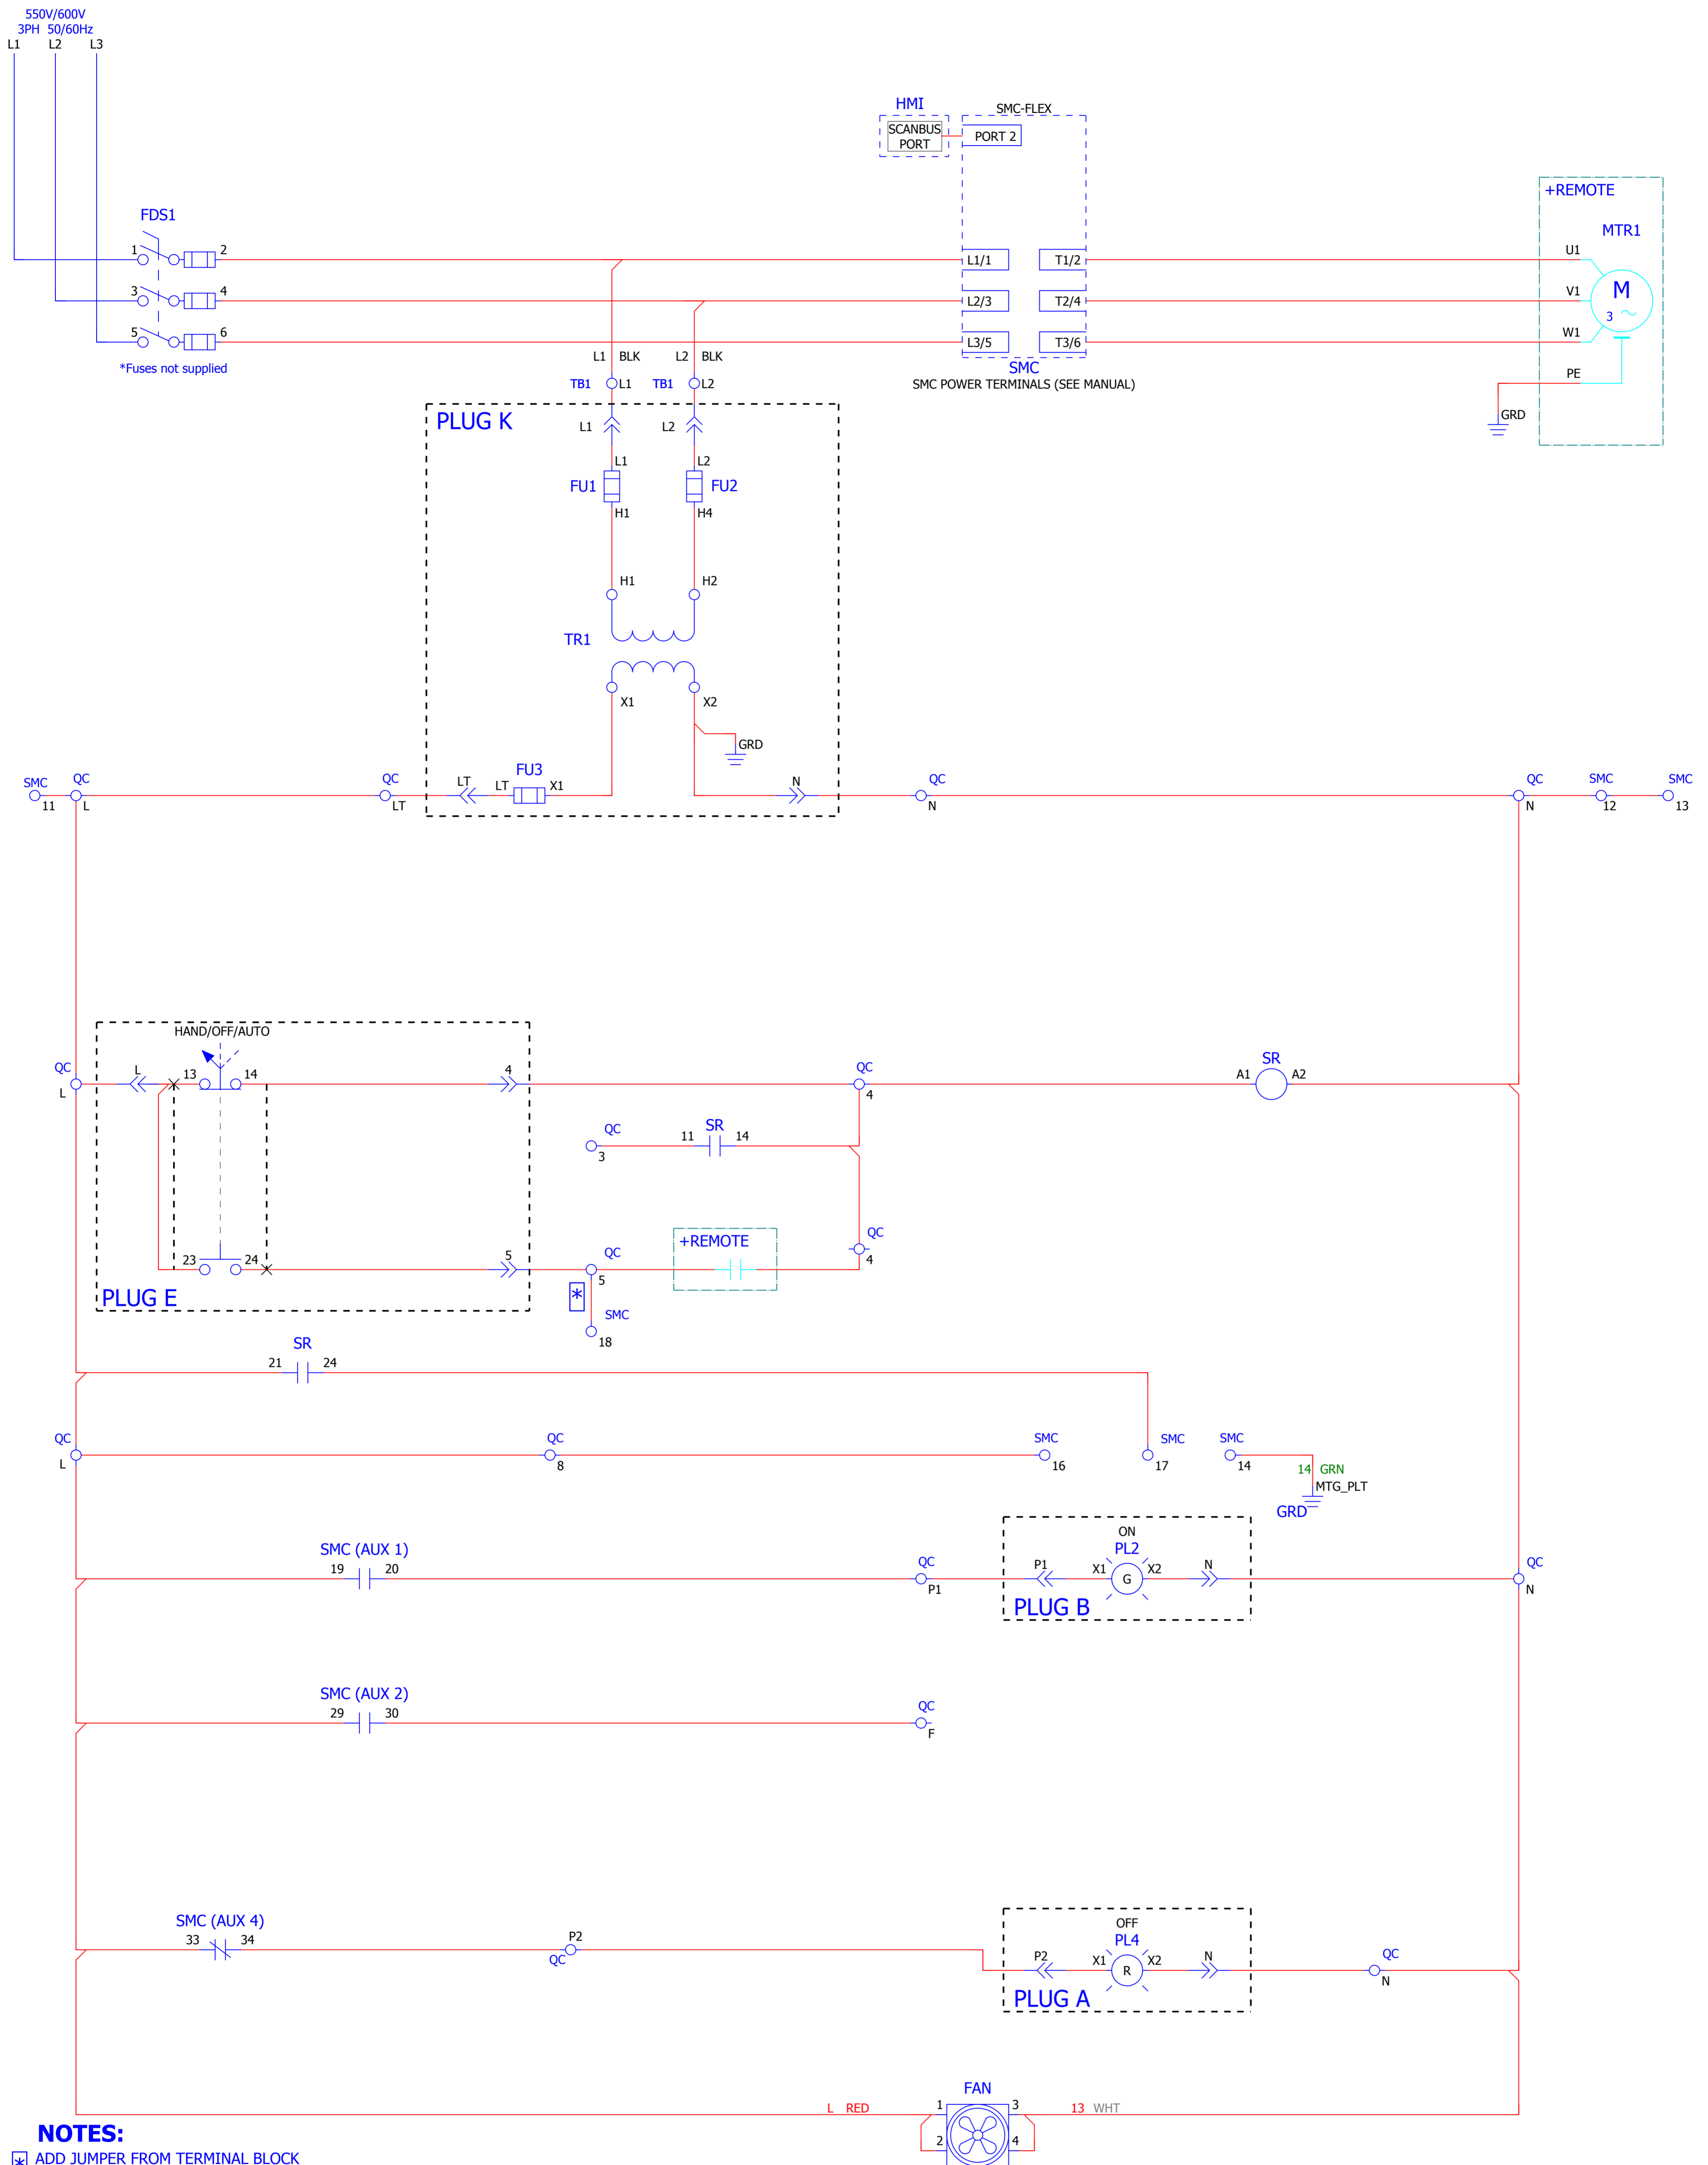 550V/600V
3PH 50/60Hz
L1 L2 L3
HMI
SMC-FLEX
SCANBUS
PORT
PORT 2
+REMOTE
FDS1
MTR1
1 2
L1/1 T1/2
U1
3 4
L2/3 T2/4
V1
M
3
5 6
L3/5 T3/6
W1
*Fuses not supplied
L1 BLK L2 BLK
SMC
SMC POWER TERMINALS (SEE MANUAL)
PE
TB1 L1 TB1 L2
GRD
PLUG K
L1 L2
L1 L2
FU1 FU2
H1 H4
H1 H2
TR1
X1 X2
GRD
SMC QC QC LT LT FU3 X1 N QC QC SMC SMC
11 L LT N N 12 13
HAND/OFF/AUTO
QC L 13 14 4 QC A1 SR A2
L 4
QC 11 SR 14
3
+REMOTE
QC
4
23 24 5 QC
5
PLUG E
*
SMC
18
SR
21 24
QC QC SMC SMC SMC
L 8 16 17 14
14 GRN
MTG_PLT
GRD
ON
SMC (AUX 1) PL2
19 20 QC P1 X1 G X2 N QC
P1 N
PLUG B
SMC (AUX 2)
29 30 QC
F
OFF
SMC (AUX 4) PL4
33 34 P2
QC
P2 X1 R X2 N QC
N
PLUG A
FAN
L RED 1 3 13 WHT
2 4
NOTES:
* ADD JUMPER FROM TERMINAL BLOCK